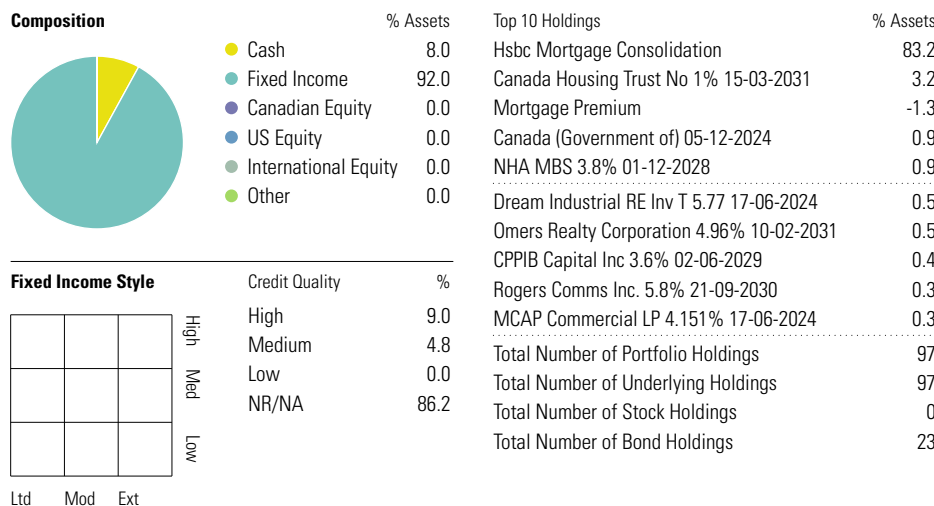 Composition % Assets
Cash 8.0
Fixed Income 92.0
Canadian Equity 0.0
US Equity 0.0
International Equity 0.0
Other 0.0
Fixed Income Style
High
Med
Low
Ltd Mod Ext
Credit Quality %
High 9.0
Medium 4.8
Low 0.0
NR/NA 86.2
Top 10 Holdings % Assets
Hsbc Mortgage Consolidation 83.2
Canada Housing Trust No 1% 15-03-2031 3.2
Mortgage Premium -1.3
Canada (Government of) 05-12-2024 0.9
NHA MBS 3.8% 01-12-2028 0.9
Dream Industrial RE Inv T 5.77 17-06-2024 0.5
Omers Realty Corporation 4.96% 10-02-2031 0.5
CPPIB Capital Inc 3.6% 02-06-2029 0.4
Rogers Comms Inc. 5.8% 21-09-2030 0.3
MCAP Commercial LP 4.151% 17-06-2024 0.3
Total Number of Portfolio Holdings 97
Total Number of Underlying Holdings 97
Total Number of Stock Holdings 0
Total Number of Bond Holdings 23